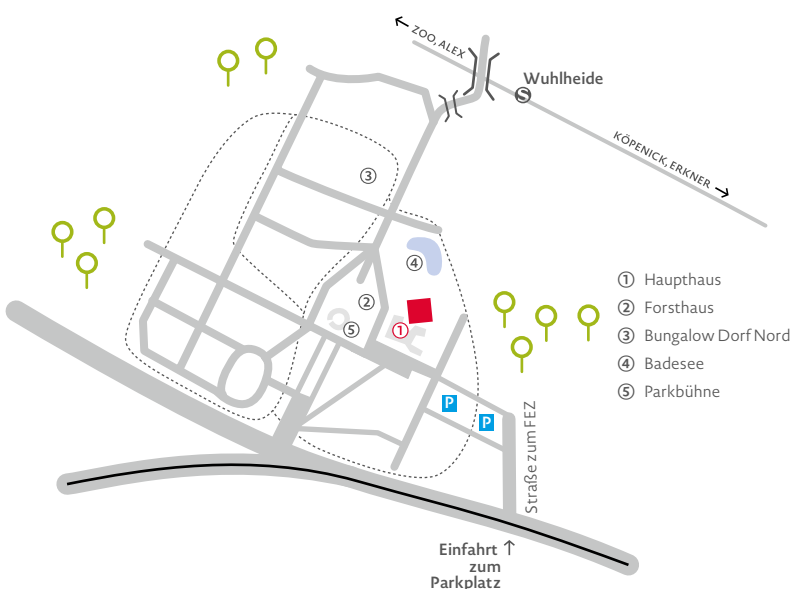 ZOO, ALEX
S
Wuhlheide
KÖPENICK, ERKNER
3
4
2
5
1
P
P
1 Haupthaus
2 Forsthaus
3 Bungalow Dorf Nord
4 Badesee
5 Parkbühne
Straße zum FEZ
Einfahrt
zum
Parkplatz